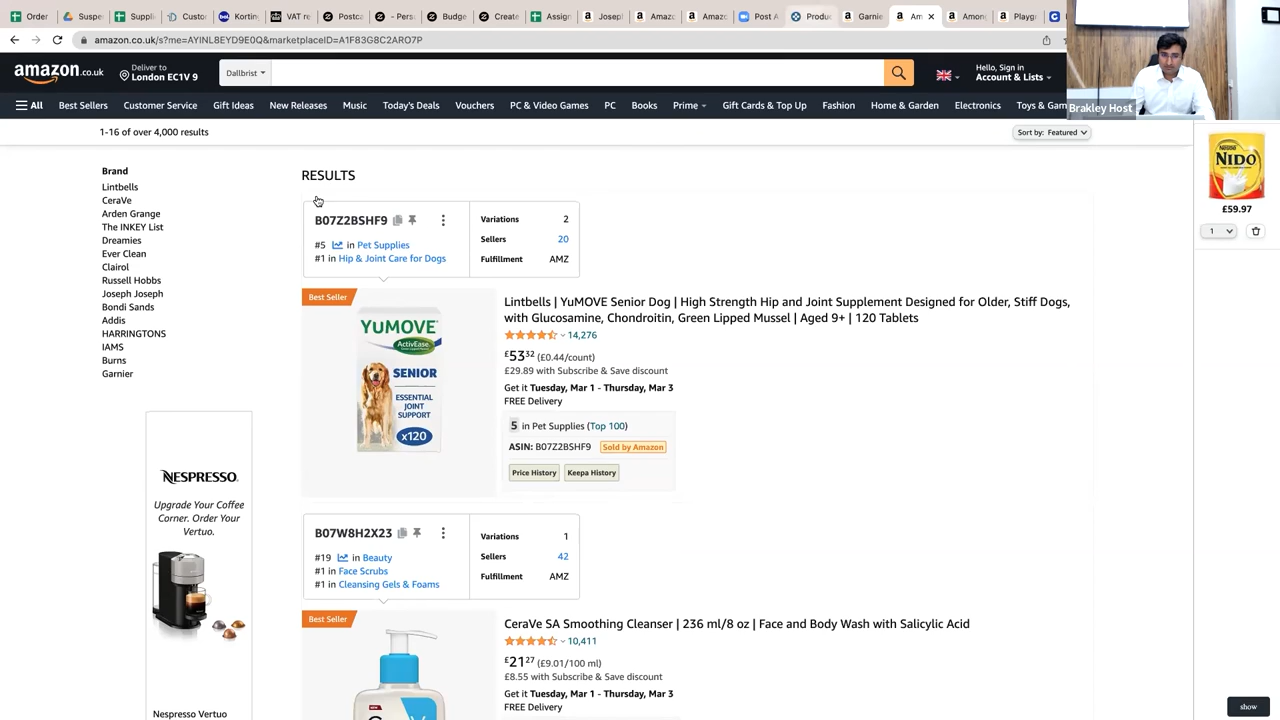 Order
Suspe
Suppli
Custor
Kortin
VAT re
Postca
- Perso
Budge
Create
Assign
Joseph
Amazo
Amazo
Post A
Produc
Garnie
Am
Among
Playga
amazon.co.uk/s?me=AYINL8EYD9E0Q&marketplaceID=A1F83G8C2ARO7P
amazon.co.uk
Deliver to
London EC1V 9
Dallbrist
Hello, Sign in
Account & Lists
All
Best Sellers
Customer Service
Gift Ideas
New Releases
Music
Today's Deals
Vouchers
PC & Video Games
PC
Books
Prime
Gift Cards & Top Up
Fashion
Home & Garden
Electronics
Toys & Gam
Brakley Host
1-16 of over 4,000 results
Sort by: Featured
Brand
Lintbells
CeraVe
Arden Grange
The INKEY List
Dreamies
Ever Clean
Clairol
Russell Hobbs
Joseph Joseph
Bondi Sands
Addis
HARRINGTONS
IAMS
Burns
Garnier
NESPRESSO.
Upgrade Your Coffee
Corner. Order Your
Vertuo.
Nespresso Vertuo
RESULTS
B07Z2BSHF9
#5 in Pet Supplies
#1 in Hip & Joint Care for Dogs
Variations 2
Sellers 20
Fulfillment AMZ
Best Seller
YUMOVE
ActivEase
SENIOR
ESSENTIAL
JOINT
SUPPORT
x120
Lintbells | YuMOVE Senior Dog | High Strength Hip and Joint Supplement Designed for Older, Stiff Dogs,
with Glucosamine, Chondroitin, Green Lipped Mussel | Aged 9+ | 120 Tablets
14,276
£53 32 (£0.44/count)
£29.89 with Subscribe & Save discount
Get it Tuesday, Mar 1 - Thursday, Mar 3
FREE Delivery
5 in Pet Supplies (Top 100)
ASIN: B07Z2BSHF9 Sold by Amazon
Price History
Keepa History
B07W8H2X23
#19 in Beauty
#1 in Face Scrubs
#1 in Cleansing Gels & Foams
Variations 1
Sellers 42
Fulfillment AMZ
Best Seller
CeraVe SA Smoothing Cleanser | 236 ml/8 oz | Face and Body Wash with Salicylic Acid
10,411
£21 27 (£9.01/100 ml)
£8.55 with Subscribe & Save discount
Get it Tuesday, Mar 1 - Thursday, Mar 3
FREE Delivery
Nestle
NIDO
£59.97
1
show